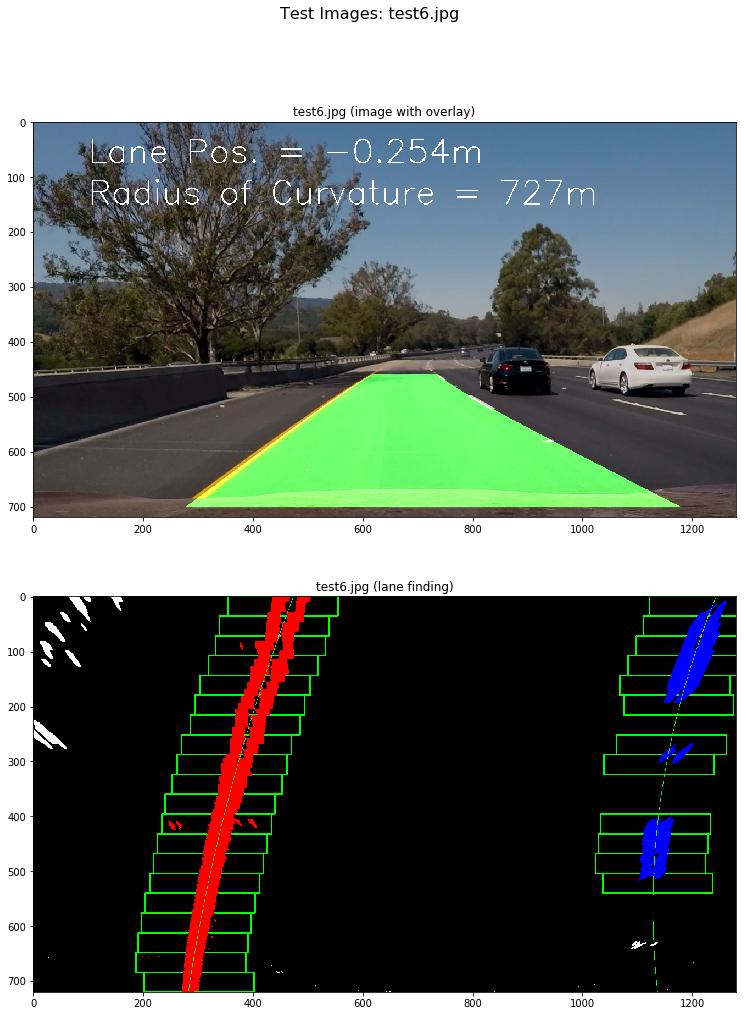 Test Images: test6.jpg
test6.jpg (image with overlay)
Lane Pos. = -0.254m
Radius of Curvature = 727m
0
100
200
300
400
500
600
700
0 200 400 600 800 1000 1200
test6.jpg (lane finding)
0
100
200
300
400
500
600
700
0 200 400 600 800 1000 1200